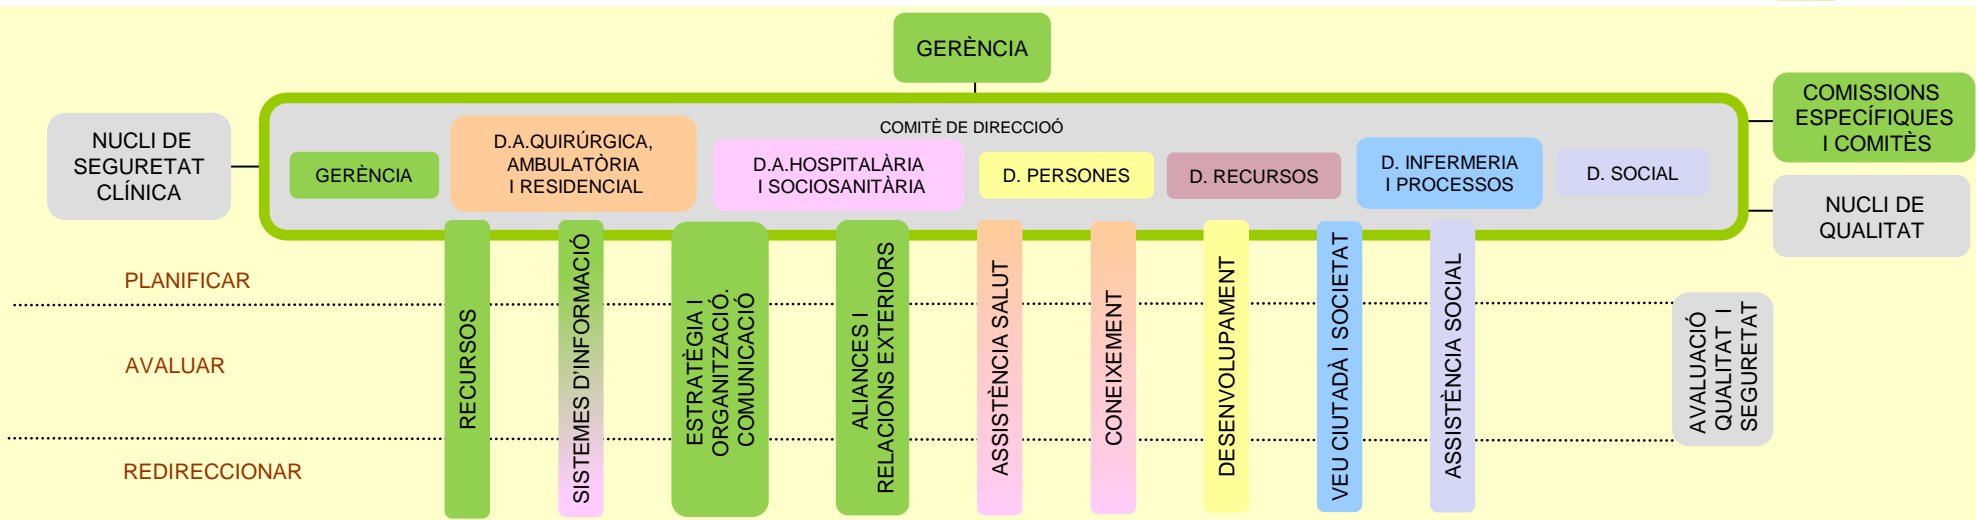 GERÈNCIA
COMISSIONS
ESPECÍFIQUES
I COMITÈS
NUCLI DE
SEGURETAT
CLÍNICA
COMITÈ DE DIRECCIOÓ
GERÈNCIA
D.A.QUIRÚRGICA,
AMBULATÒRIA
I RESIDENCIAL
D.A.HOSPITALÀRIA
I SOCIOSANITÀRIA
D. PERSONES
D. RECURSOS
D. INFERMERIA
I PROCESSOS
D. SOCIAL
NUCLI DE
QUALITAT
PLANIFICAR
AVALUAR
REDIRECCIONAR
RECURSOS
SISTEMES D'INFORMACIÓ
ESTRATÈGIA I
ORGANITZACIÓ.
COMUNICACIÓ
ALIANCES I
RELACIONS EXTERIORS
ASSISTÈNCIA SALUT
CONEIXEMENT
DESENVOLUPAMENT
VEU CIUTADÀ I SOCIETAT
ASSISTÈNCIA SOCIAL
AVALUACIÓ
QUALITAT I
SEGURETAT